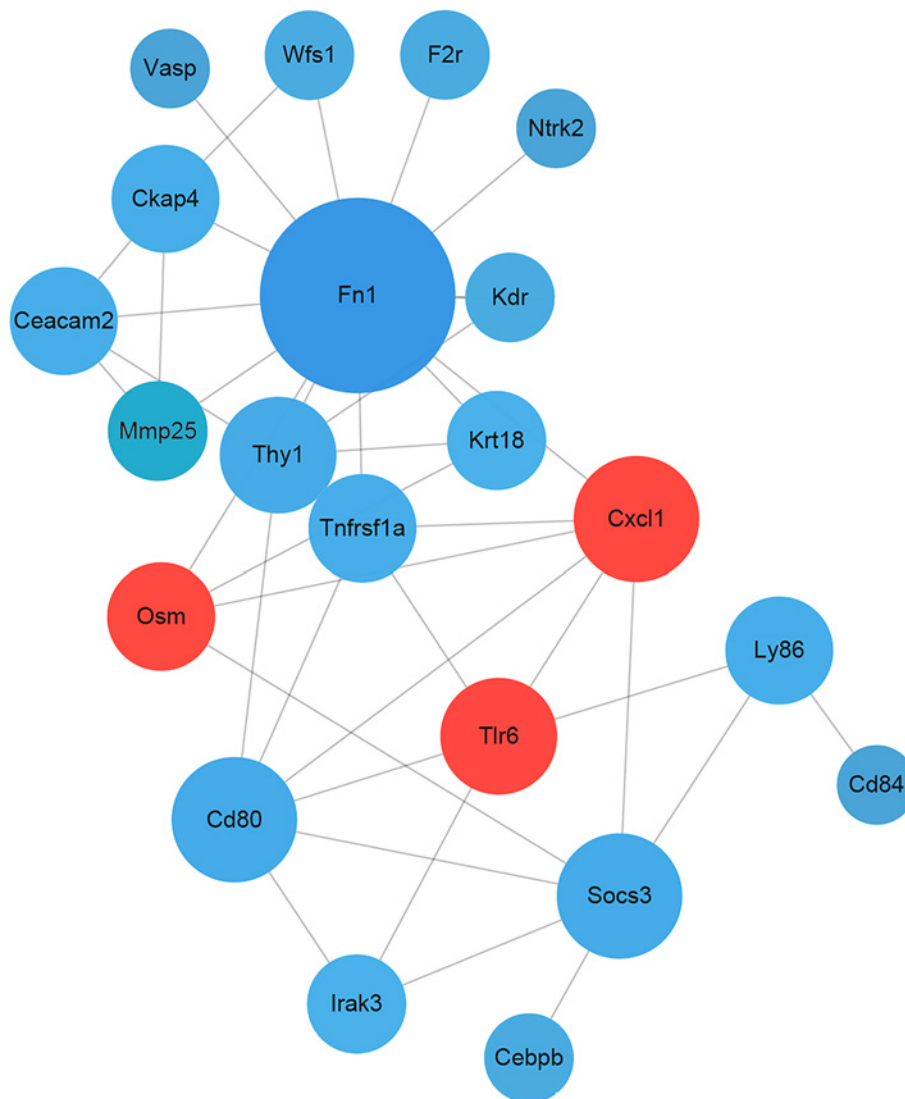 Wfs1
F2r
Vasp
Ntrk2
Ckap4
Fn1
Kdr
Ceacam2
Mmp25
Krt18
Thy1
Cxcl1
Tnfrsf1a
Osm
Ly86
Tlr6
Cd84
Cd80
Socs3
Irak3
Cebpb